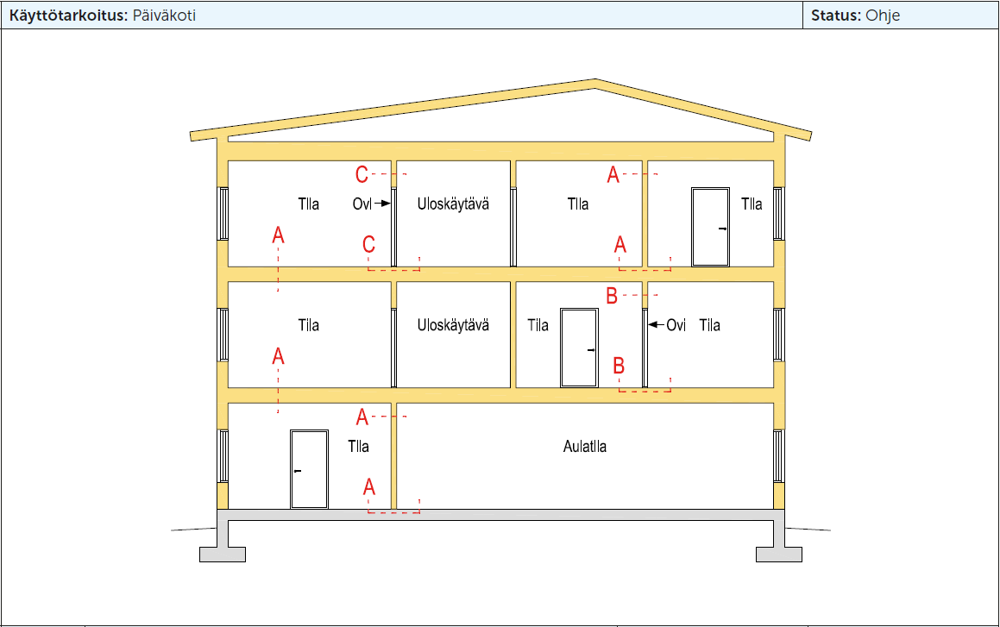 Käyttötarkoitus: Päiväkoti
Status: Ohje
C
A
Tila Ovi Uloskäytävä Tila Tila
A
C
A
B
Tila Uloskäytävä Tila Ovi Tila
A
B
A
Tila Aulatila
A